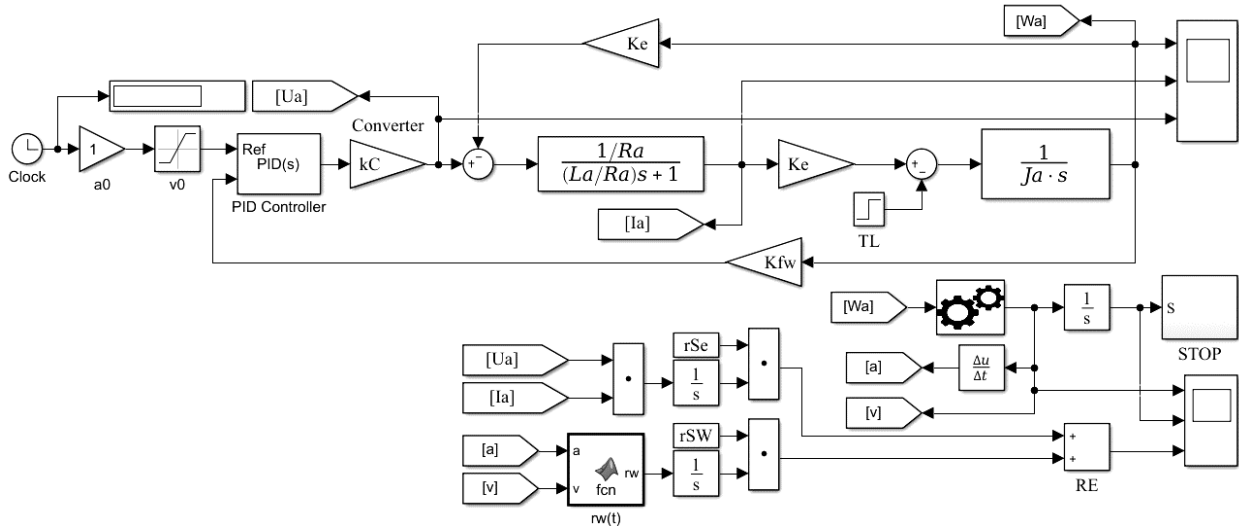 [Wa]
Ke
[Ua]
Converter
+
−
Clock
1
a0
v0
Ref
PID(s)
PID Controller
kC
1/Ra
(La/Ra)s + 1
Ke
+
−
1
Ja · s
[Ia]
TL
Kfw
[Wa]
1
s
S
STOP
[a]
Δu
Δt
[v]
[Ua]
[Ia]
rSe
1
s
[a]
[v]
a
v
fcn
rw
rw(t)
rSW
1
s
+
+
RE